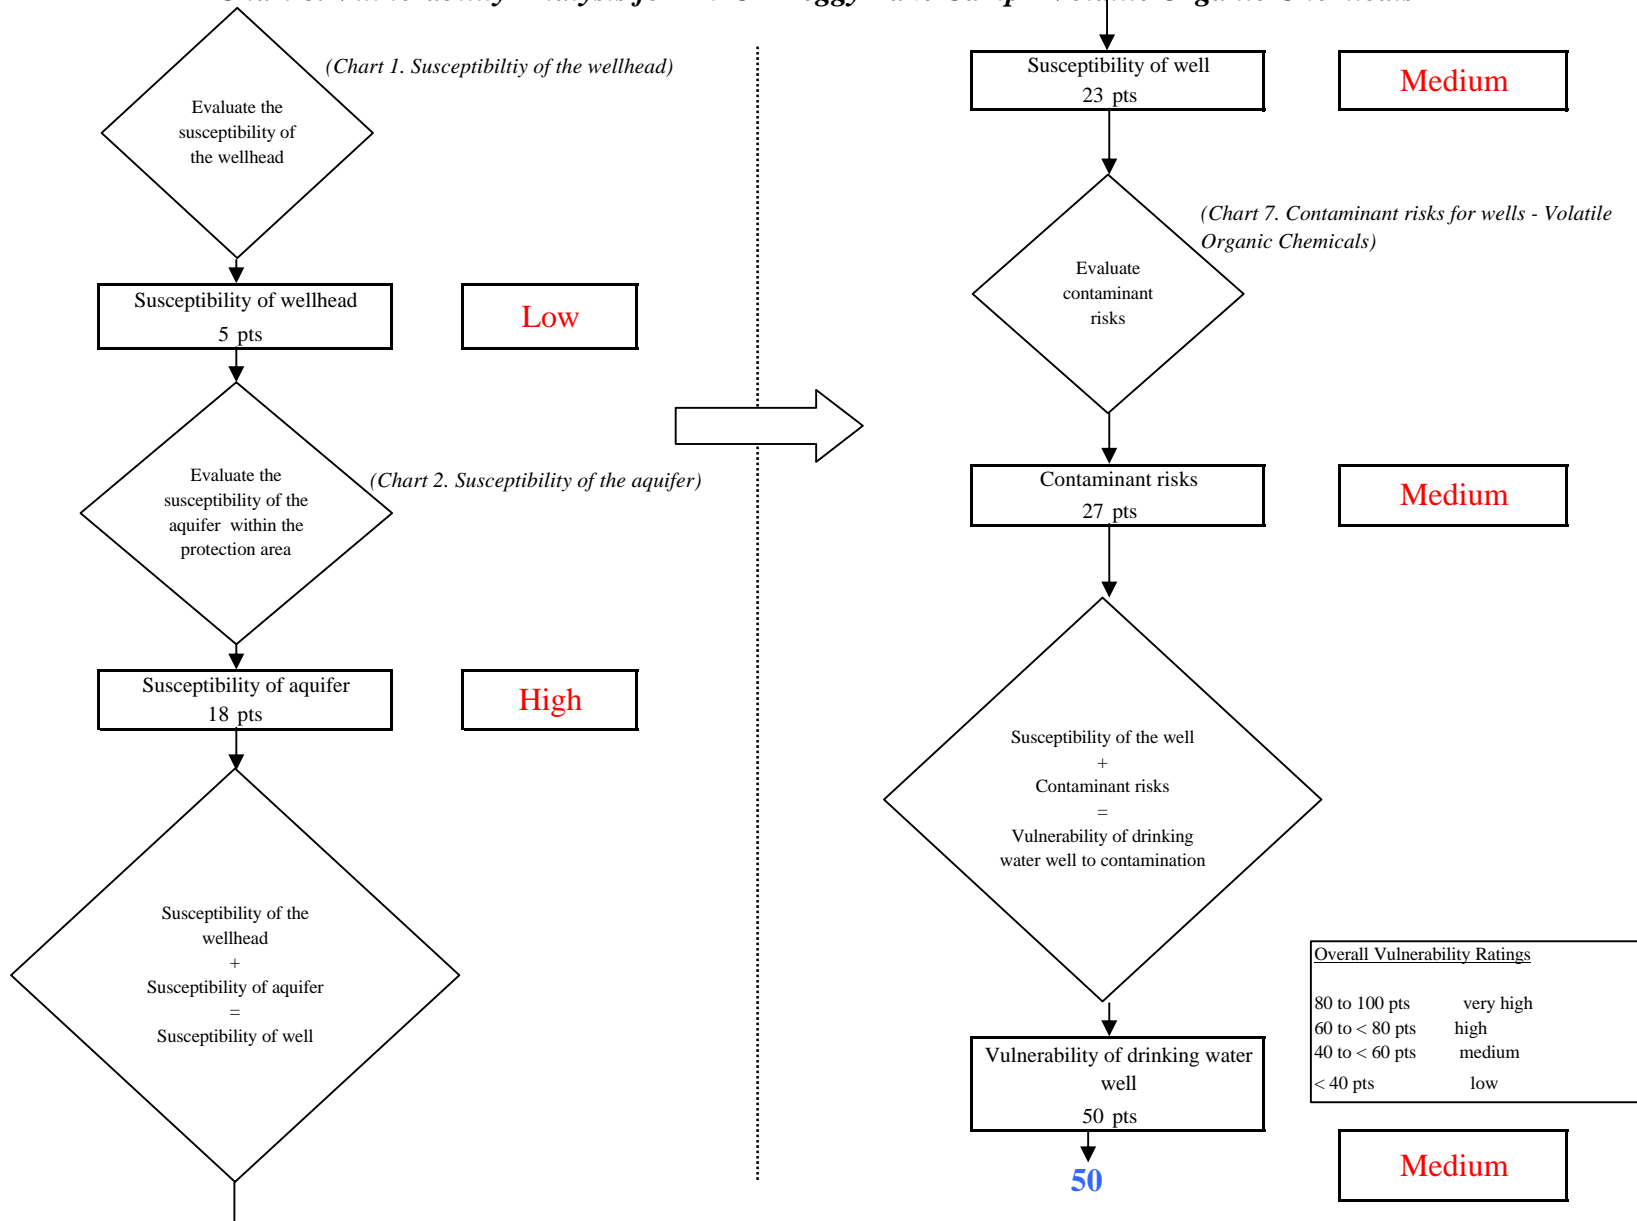 (Chart 1. Susceptibiltiy of the wellhead)
Evaluate the
susceptibility of
the wellhead
Susceptibility of wellhead
5 pts
Low
Evaluate the
susceptibility of the
aquifer within the
protection area
(Chart 2. Susceptibility of the aquifer)
Susceptibility of aquifer
18 pts
High
Susceptibility of the
wellhead
+
Susceptibility of aquifer
=
Susceptibility of well
Susceptibility of well
23 pts
Medium
(Chart 7. Contaminant risks for wells - Volatile
Organic Chemicals)
Evaluate
contaminant
risks
Contaminant risks
27 pts
Medium
Susceptibility of the well
+
Contaminant risks
=
Vulnerability of drinking
water well to contamination
Overall Vulnerability Ratings
80 to 100 pts very high
60 to < 80 pts high
40 to < 60 pts medium
< 40 pts low
Vulnerability of drinking water
well
50 pts
50
Medium